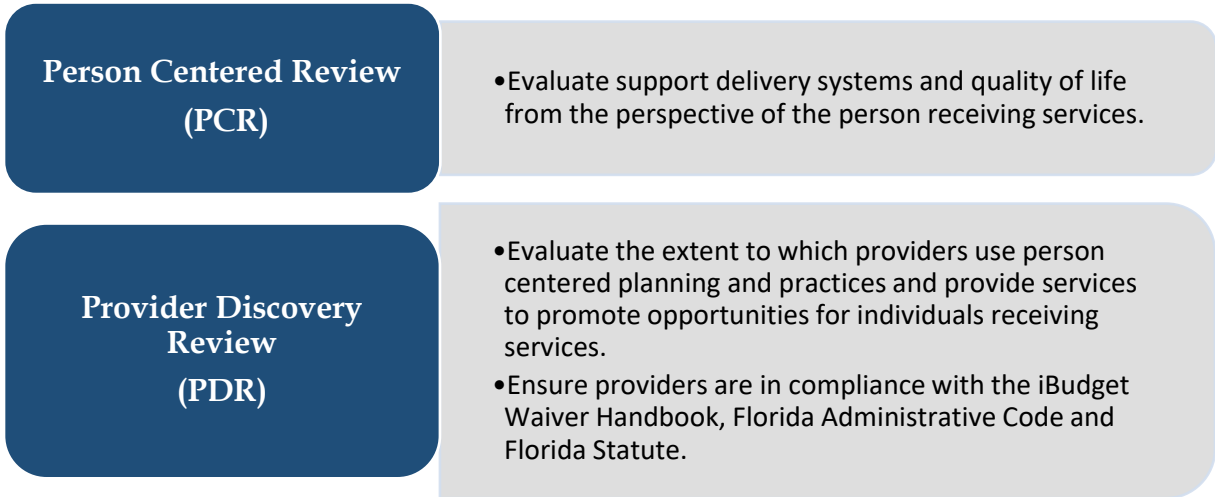 Person Centered Review
(PCR)
•Evaluate support delivery systems and quality of life
from the perspective of the person receiving services.
Provider Discovery
Review
(PDR)
•Evaluate the extent to which providers use person
centered planning and practices and provide services
to promote opportunities for individuals receiving
services.
•Ensure providers are in compliance with the iBudget
Waiver Handbook, Florida Administrative Code and
Florida Statute.